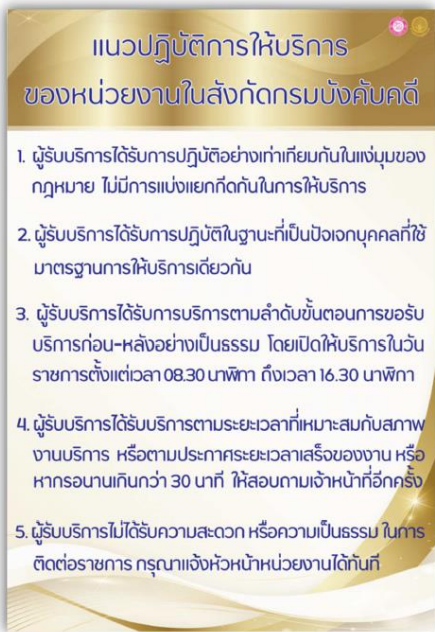 แนวปฏิบัติการให้บริการ
ของหน่วยงานในสังกัดกรมบังคับคดี
1. ผู้รับบริการได้รับการปฏิบัติอย่างเท่าเทียมกันในแง่มุมของ
กฎหมาย ไม่มีการแบ่งแยกกีดกันในการให้บริการ
2. ผู้รับบริการได้รับการปฏิบัติในฐานะที่เป็นปัจเจกบุคคลที่ใช้
มาตรฐานการให้บริการเดียวกัน
3. ผู้รับบริการได้รับการบริการตามลำดับขั้นตอนการขอรับ
บริการก่อน-หลังอย่างเป็นธรรม โดยเปิดให้บริการในวัน
ราชการตั้งแต่เวลา 08.30 นาฬิกา ถึงเวลา 16.30 นาฬิกา
4. ผู้รับบริการได้รับบริการตามระยะเวลาที่เหมาะสมกับสภาพ
งานบริการ หรือตามประกาศระยะเวลาเสร็จของงาน หรือ
หากรอนานเกินกว่า 30 นาที ให้สอบถามเจ้าหน้าที่อีกครั้ง
5. ผู้รับบริการไม่ได้รับความสะดวก หรือความเป็นธรรม ในการ
ติดต่อราชการ กรุณาแจ้งหัวหน้าหน่วยงานได้ทันที